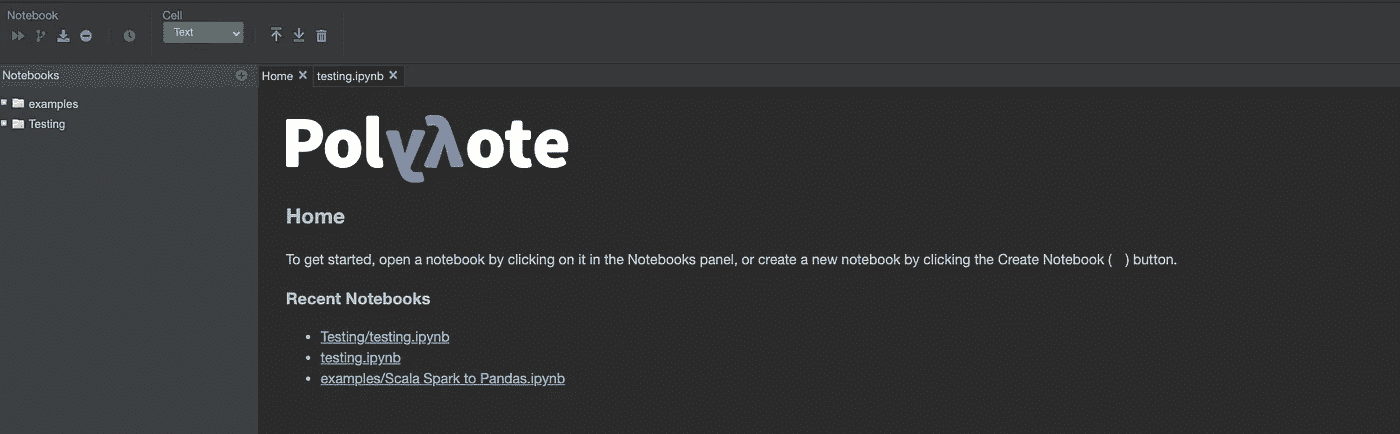 Notebook
Cell
Text
Notebooks
Home
testing.ipynb
examples
Testing
Polyλote
Home
To get started, open a notebook by clicking on it in the Notebooks panel, or create a new notebook by clicking the Create Notebook ( ) button.
Recent Notebooks
Testing/testing.ipynb
testing.ipynb
examples/Scala Spark to Pandas.ipynb